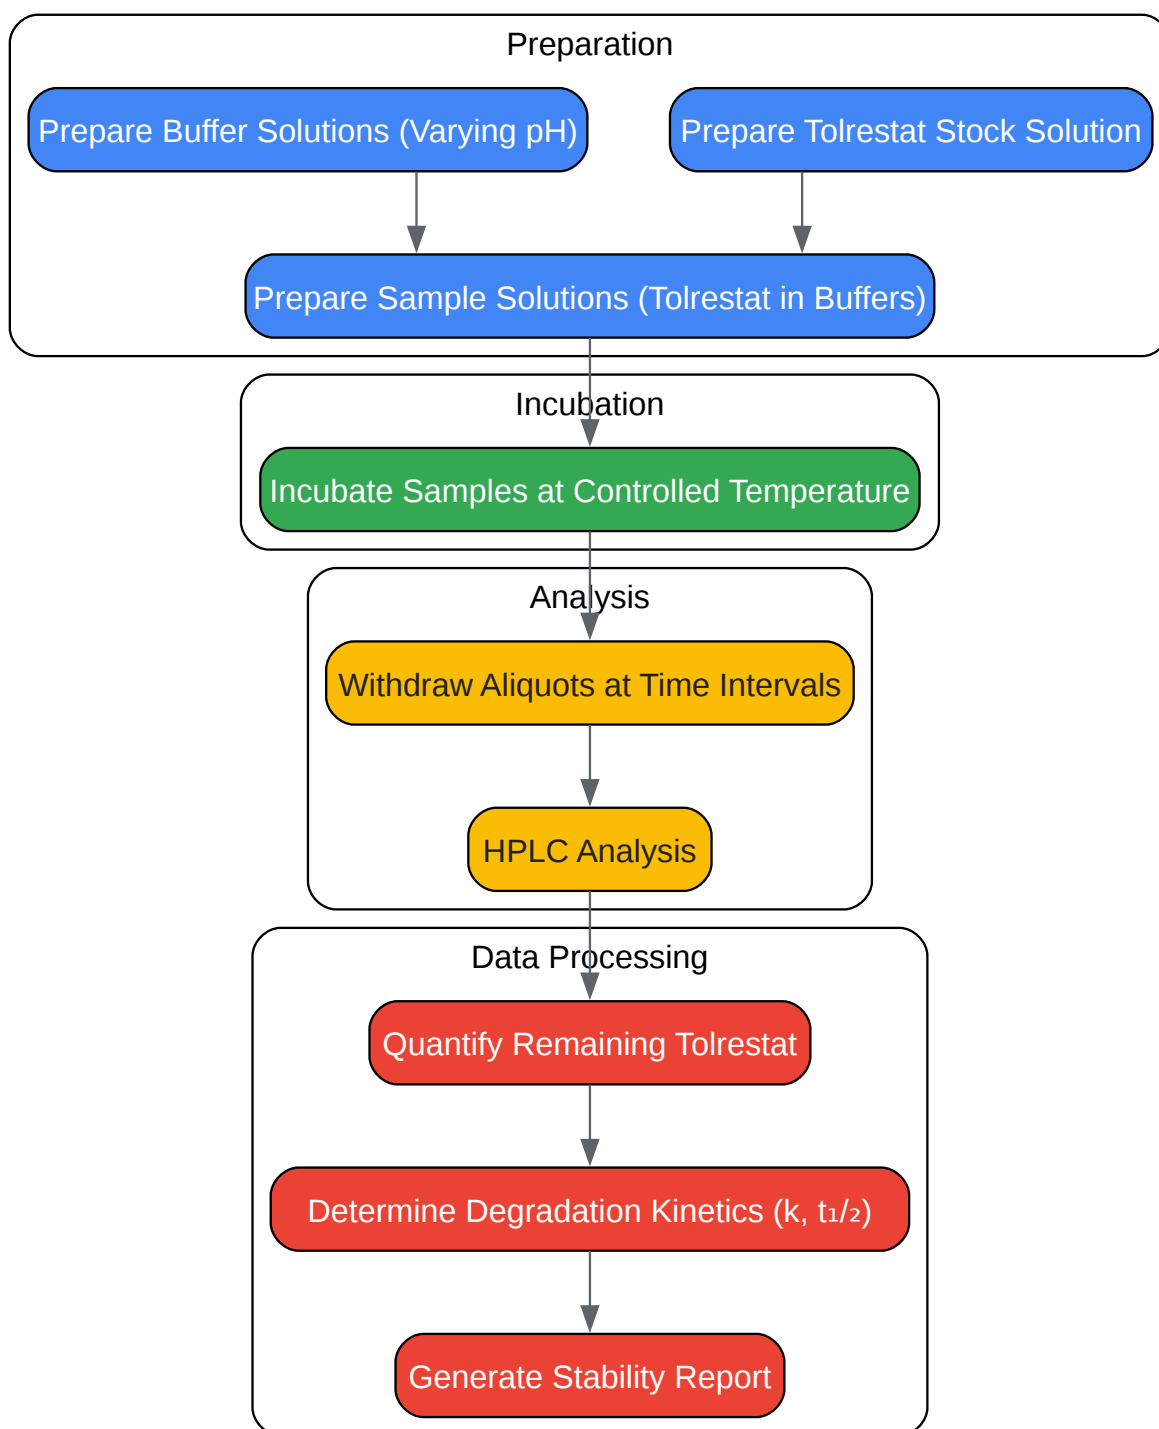 Preparation
Prepare Buffer Solutions (Varying pH)
Prepare Tolrestat Stock Solution
Prepare Sample Solutions (Tolrestat in Buffers)
Incubation
Incubate Samples at Controlled Temperature
Analysis
Withdraw Aliquots at Time Intervals
HPLC Analysis
Data Processing
Quantify Remaining Tolrestat
Determine Degradation Kinetics (k, t₁/₂)
Generate Stability Report